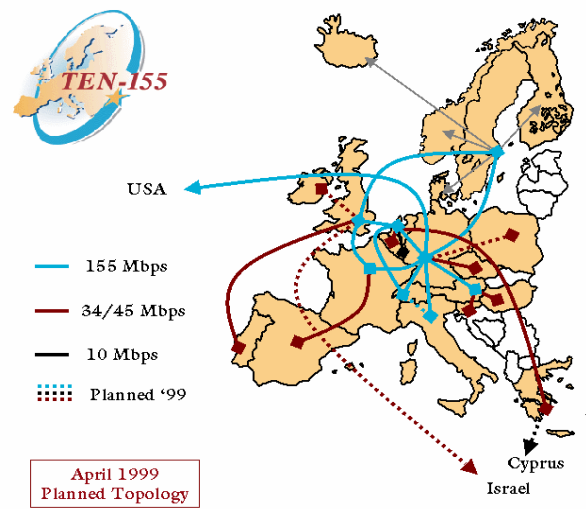 TEN-155
USA
155 Mbps
34/45 Mbps
10 Mbps
Planned ‘99
April 1999
Planned Topology
Cyprus
Israel